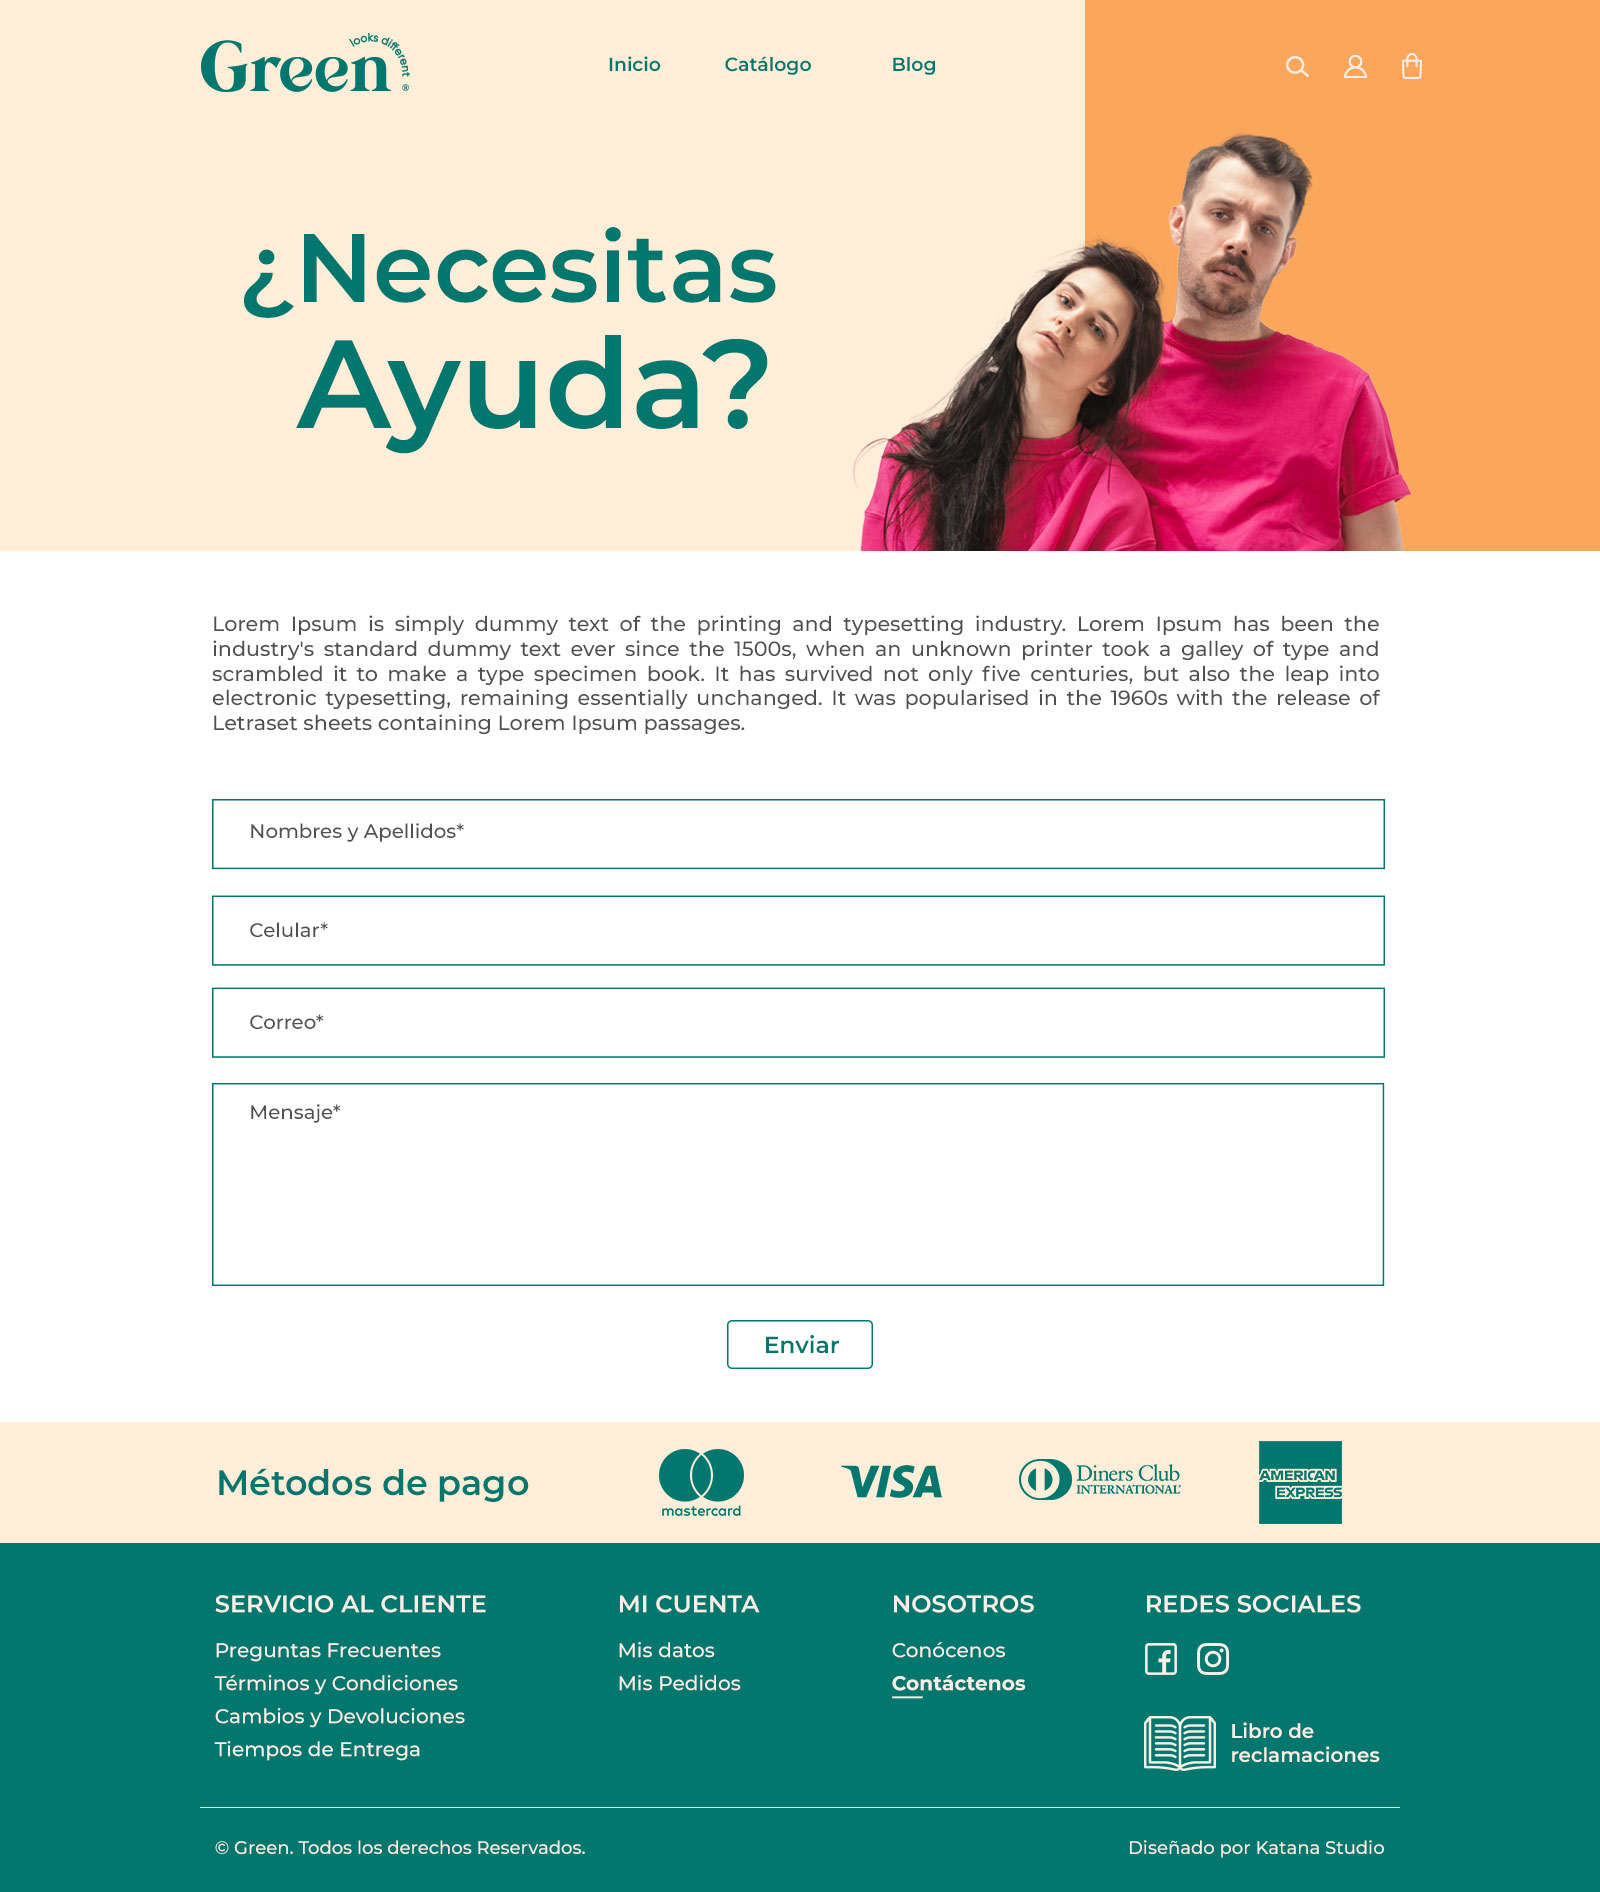 Green looks different ®
Inicio Catálogo Blog
¿Necesitas
Ayuda?
Lorem Ipsum is simply dummy text of the printing and typesetting industry. Lorem Ipsum has been the
industry's standard dummy text ever since the 1500s, when an unknown printer took a galley of type and
scrambled it to make a type specimen book. It has survived not only five centuries, but also the leap into
electronic typesetting, remaining essentially unchanged. It was popularised in the 1960s with the release of
Letraset sheets containing Lorem Ipsum passages.
Nombres y Apellidos*
Celular*
Correo*
Mensaje*
Enviar
Métodos de pago
mastercard
VISA
Diners Club
INTERNATIONAL®
AMERICAN
EXPRESS
SERVICIO AL CLIENTE
Preguntas Frecuentes
Términos y Condiciones
Cambios y Devoluciones
Tiempos de Entrega
MI CUENTA
Mis datos
Mis Pedidos
NOSOTROS
Conócenos
Contáctenos
REDES SOCIALES
Libro de
reclamaciones
© Green. Todos los derechos Reservados.
Diseñado por Katana Studio